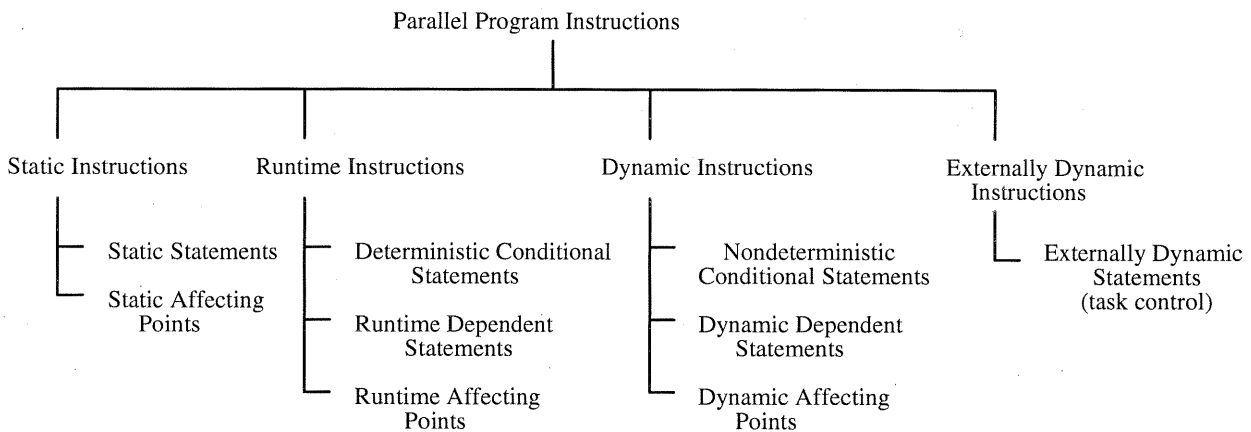 Parallel Program Instructions
Static Instructions
Static Statements
Static Affecting
Points
Runtime Instructions
Deterministic Conditional
Statements
Runtime Dependent
Statements
Runtime Affecting
Points
Dynamic Instructions
Nondeterministic
Conditional Statements
Dynamic Dependent
Statements
Dynamic Affecting
Points
Externally Dynamic
Instructions
Externally Dynamic
Statements
(task control)